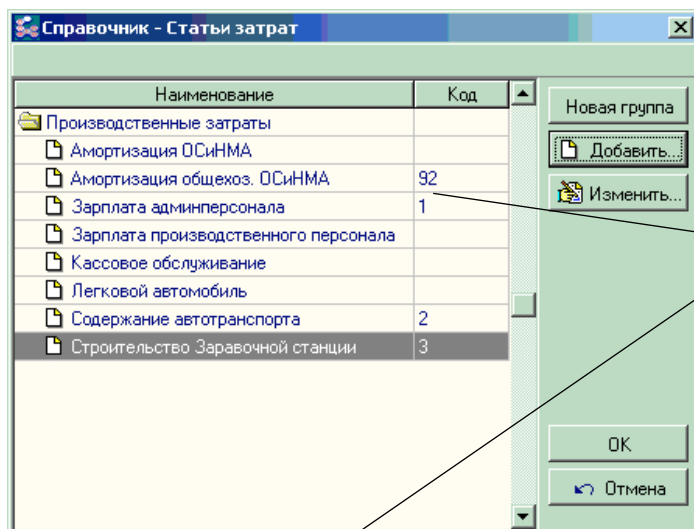 Справочник - Статьи затрат
Наименование Код
Производственные затраты
Амортизация ОСиНМА
Амортизация общехоз. ОСиНМА 92
Зарплата админперсонала 1
Зарплата производственного персонала
Кассовое обслуживание
Легковой автомобиль
Содержание автотранспорта 2
Строительство Заравочной станции 3
Новая группа
Добавить...
Изменить...
OK
Отмена